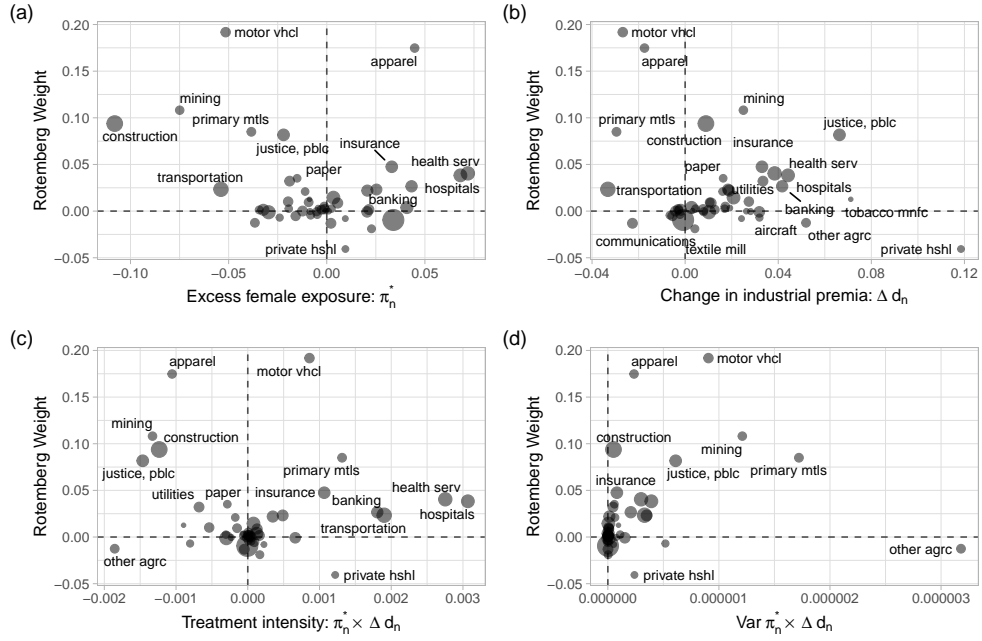 (a)
0.20
0.15
0.10
0.05
0.00
−0.05
Rotemberg Weight
motor vhcl
apparel
mining
primary mtls
construction
justice, pblc
insurance
paper
health serv
transportation
hospitals
banking
private hshl
−0.10
−0.05
0.00
0.05
Excess female exposure: π*n
(b)
0.20
0.15
0.10
0.05
0.00
−0.05
Rotemberg Weight
motor vhcl
apparel
mining
primary mtls
justice, pblc
construction
insurance
paper
health serv
transportation
utilities
hospitals
banking
tobacco mnfc
communications
aircraft
other agrc
textile mill
private hshl
−0.04
0.00
0.04
0.08
0.12
Change in industrial premia: Δ dn
(c)
0.20
0.15
0.10
0.05
0.00
−0.05
Rotemberg Weight
apparel
motor vhcl
mining
construction
justice, pblc
primary mtls
utilities
paper
insurance
banking
health serv
transportation
hospitals
other agrc
private hshl
−0.002
−0.001
0.000
0.001
0.002
0.003
Treatment intensity: π*n × Δ dn
(d)
0.20
0.15
0.10
0.05
0.00
−0.05
Rotemberg Weight
motor vhcl
apparel
construction
mining
justice, pblc
primary mtls
insurance
other agrc
private hshl
0.000000
0.000001
0.000002
0.000003
Var π*n × Δ dn